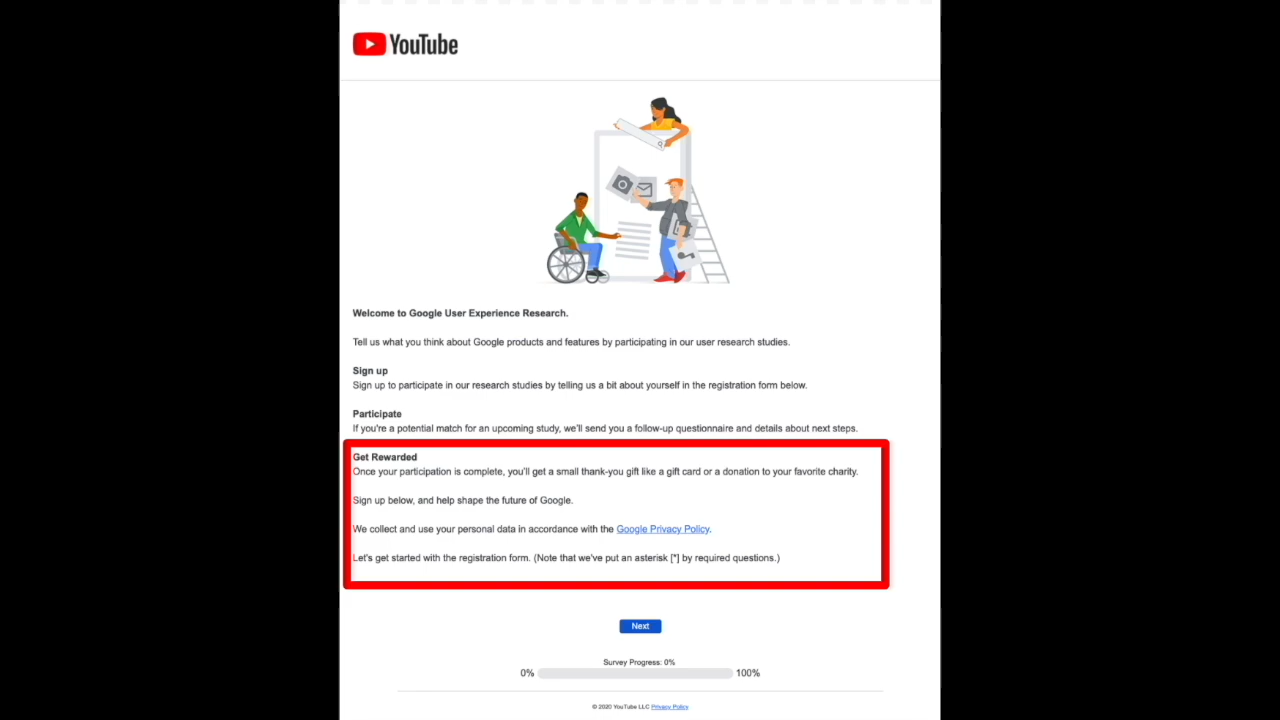 YouTube
Welcome to Google User Experience Research.
Tell us what you think about Google products and features by participating in our user research studies.
Sign up
Sign up to participate in our research studies by telling us a bit about yourself in the registration form below.
Participate
If you're a potential match for an upcoming study, we'll send you a follow-up questionnaire and details about next steps.
Get Rewarded
Once your participation is complete, you'll get a small thank-you gift like a gift card or a donation to your favorite charity.
Sign up below, and help shape the future of Google.
We collect and use your personal data in accordance with the Google Privacy Policy.
Let's get started with the registration form. (Note that we've put an asterisk [*] by required questions.)
Next
Survey Progress: 0%
0% 100%
© 2020 YouTube LLC Privacy Policy